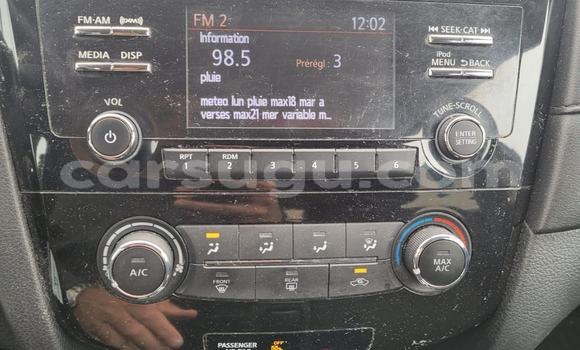 FM-AM
((SXM))
FM 2
12:02
SEEK·CAT
Information
98.5
Prérégl : 3
pluie
MEDIA
DISP
iPod
MENU
BACK
meteo lun pluie max18 mar a
verses max21 mer variable m...
VOL
TUNE·SCROLL
ENTER
SETTING
RPT
1
RDM
2
3
4
5
6
carsugu.com
A/C
MAX
A/C
FRONT
REAR
PASSENGER
OFF